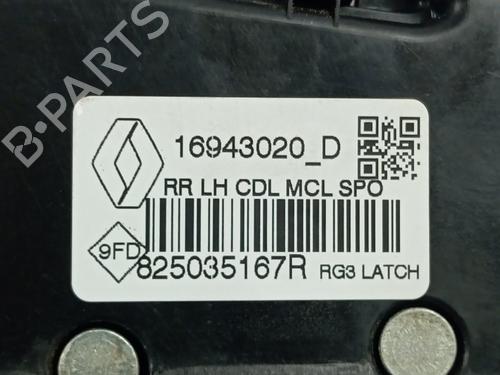 16943020_D
RR LH CDL MCL SPO
9FD
825035167R RG3 LATCH
B-PARTS